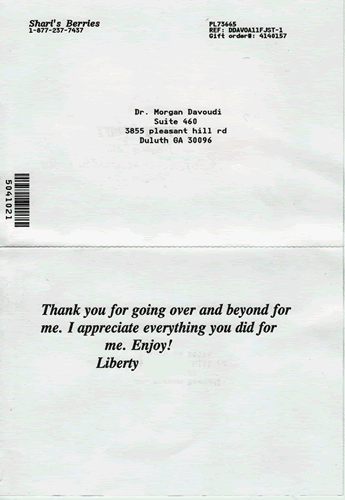 Shari's Berries
1-877-237-7437
PL73665
REF: DDAVOA11FJST-1
Gift order#: 4140157
Dr. Morgan Davoudi
Suite 460
3855 pleasant hill rd
Duluth GA 30096
5041021
Thank you for going over and beyond for
me. I appreciate everything you did for
me. Enjoy!
Liberty